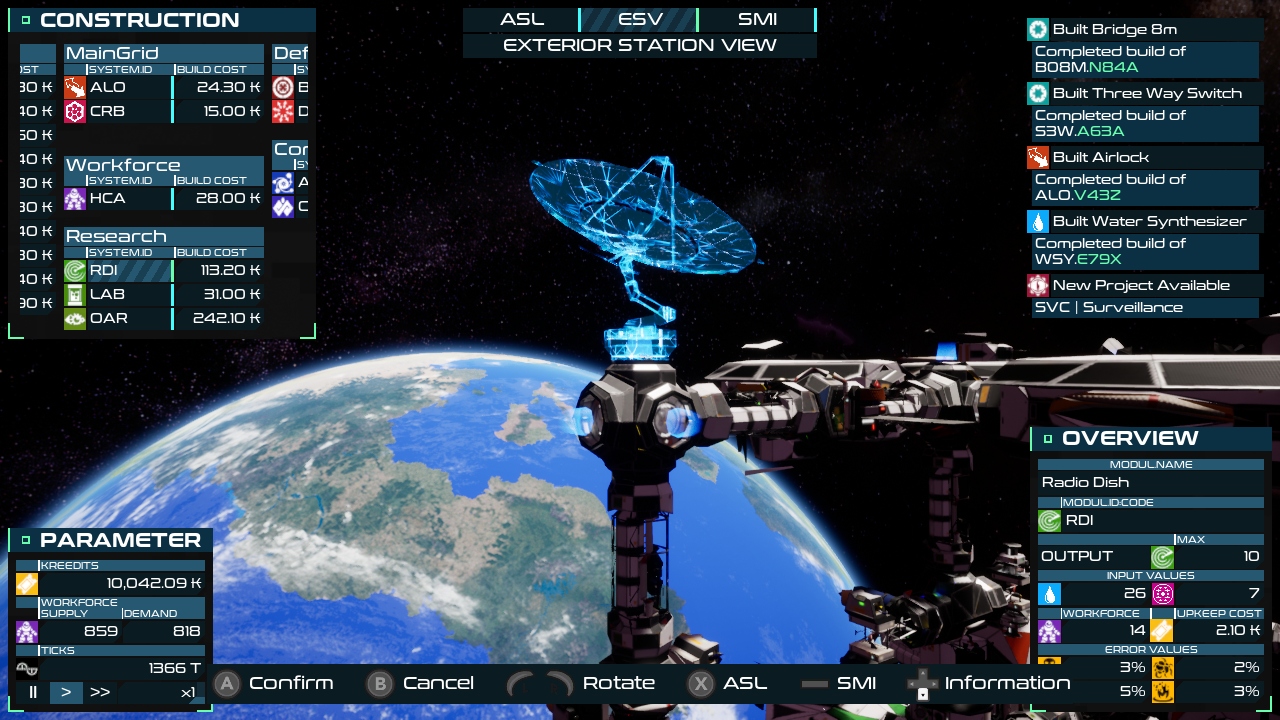 CONSTRUCTION
MainGrid
SYSTEM.ID BUILD COST
ALO 24.30 K
CRB 15.00 K
Workforce
SYSTEM.ID BUILD COST
HCA 28.00 K
Research
SYSTEM.ID BUILD COST
RDI 113.20 K
LAB 31.00 K
OAR 242.10 K
Def
ASL ESV SMI
EXTERIOR STATION VIEW
Built Bridge 8m
Completed build of
B08M.N84A
Built Three Way Switch
Completed build of
S3W.A63A
Built Airlock
Completed build of
ALO.V43Z
Built Water Synthesizer
Completed build of
WSY.E79X
New Project Available
SVC | Surveillance
PARAMETER
KREEDITS
10,042.09 K
WORKFORCE
SUPPLY DEMAND
859 818
TICKS
1366 T
II > >> x1
OVERVIEW
MODUL.NAME
Radio Dish
MODUL.ID:CODE
RDI
MAX
OUTPUT 10
INPUT VALUES
26 7
WORKFORCE UPKEEP COST
14 2.10 K
ERROR VALUES
3% 2%
5% 3%
A Confirm B Cancel Rotate X ASL SMI Information